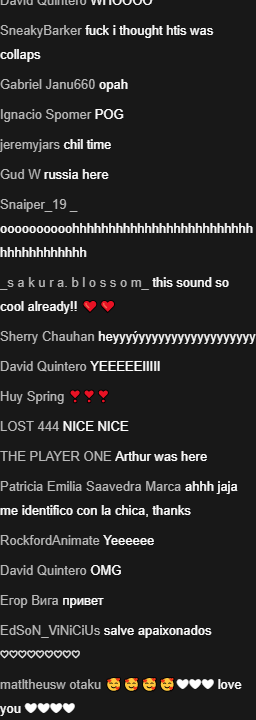 David Quintero WHOOOO
SneakyBarker fuck i thought htis was
collaps
Gabriel Janu660 opah
Ignacio Spomer POG
jeremyjars chil time
Gud W russia here
Snaiper_19 _
oooooooooohhhhhhhhhhhhhhhhhhhhhhhhh
hhhhhhhhhhhh
_s a k u r a. b l o s s o m_ this sound so
cool already!! ❤️ ❤️
Sherry Chauhan heyyyýyyyyyyyyyyyyyyyyyy
David Quintero YEEEEEIIIII
Huy Spring ❣️❣️❣️
LOST 444 NICE NICE
THE PLAYER ONE Arthur was here
Patricia Emilia Saavedra Marca ahhh jaja
me identifico con la chica, thanks
RockfordAnimate Yeeeeee
David Quintero OMG
Егор Вига привет
EdSoN_ViNiCiUs salve apaixonados
♡♡♡♡♡♡♡♡♡
matltheusw otaku 🥰 🥰 🥰 🥰🤍🤍🤍 love
you 🤍🤍🤍🤍